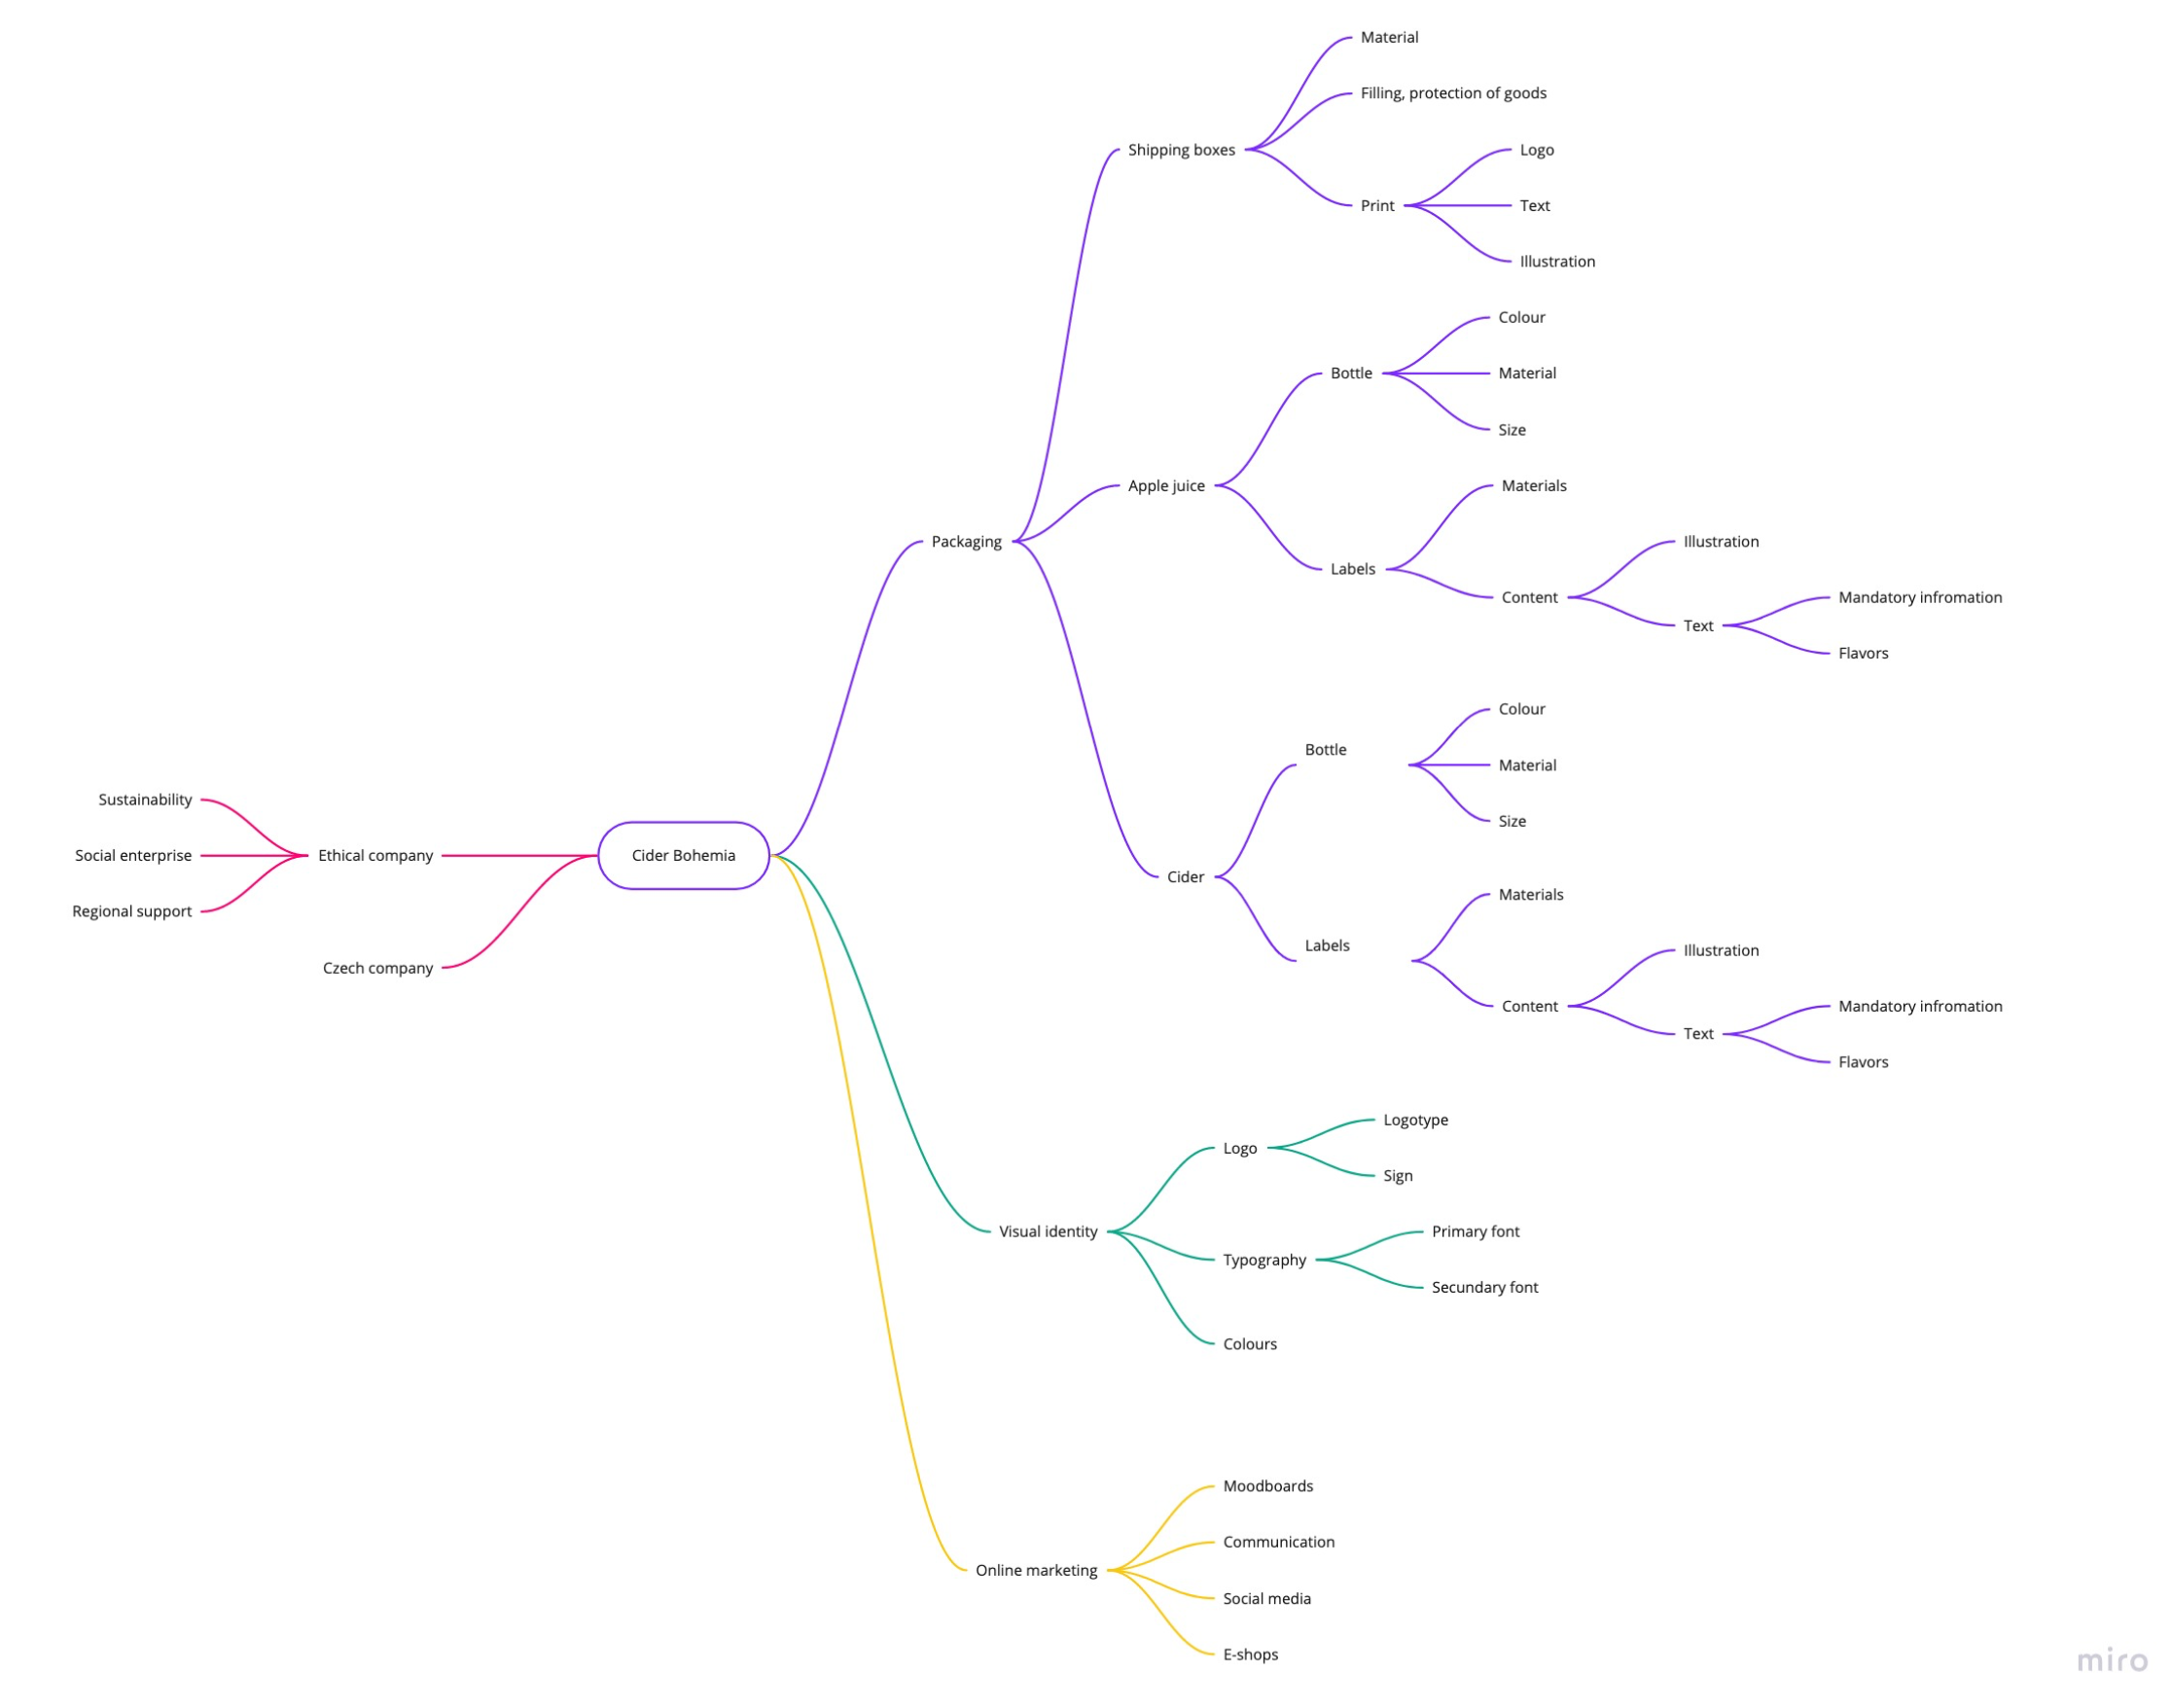 Material
Filling, protection of goods
Shipping boxes
Logo
Print
Text
Illustration
Colour
Bottle
Material
Size
Apple juice
Materials
Packaging
Illustration
Labels
Content
Mandatory infromation
Text
Flavors
Colour
Bottle
Material
Size
Cider
Materials
Labels
Illustration
Content
Mandatory infromation
Text
Flavors
Sustainability
Social enterprise
Ethical company
Cider Bohemia
Regional support
Czech company
Logotype
Logo
Sign
Visual identity
Primary font
Typography
Secundary font
Colours
Moodboards
Communication
Online marketing
Social media
E-shops
miro